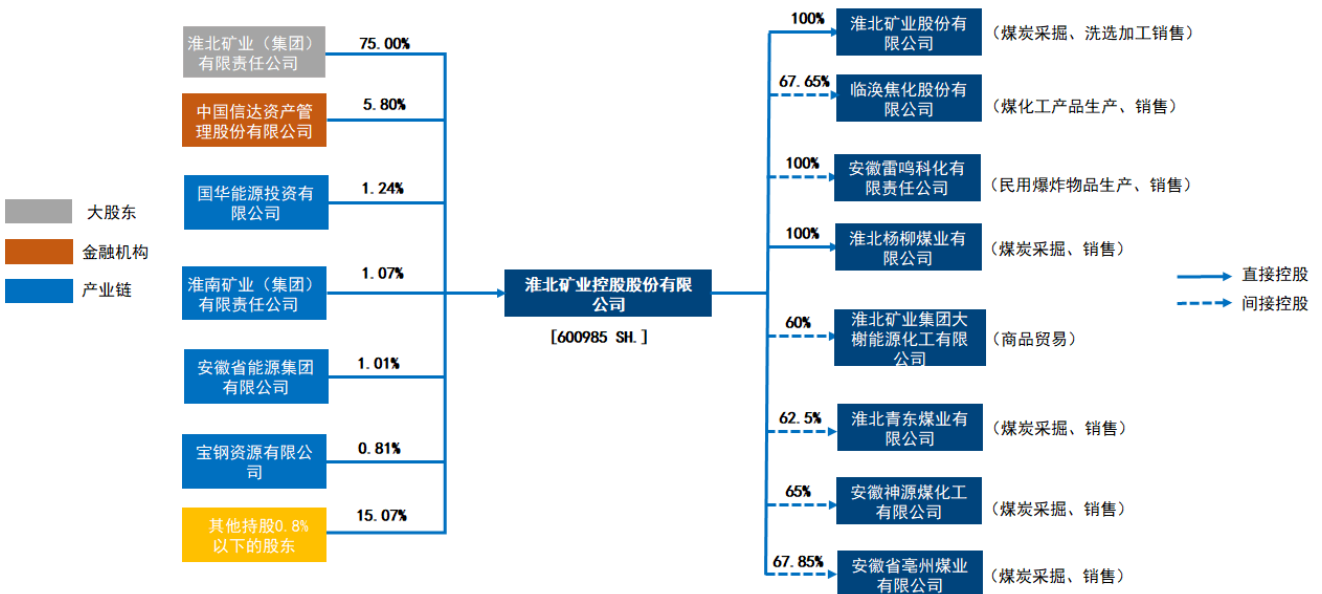 大股东
金融机构
产业链
淮北矿业（集团）
有限责任公司
75.00%
中国信达资产管
理股份有限公司
5.80%
国华能源投资有
限公司
1.24%
淮南矿业（集团）
有限责任公司
1.07%
安徽省能源集团
有限公司
1.01%
宝钢资源有限公
司
0.81%
其他持股0.8%
以下的股东
15.07%
淮北矿业控股股份有限
公司
[600985 SH.]
100%
淮北矿业股份有
限公司
（煤炭采掘、洗选加工销售）
67.65%
临涣焦化股份有
限公司
（煤化工产品生产、销售）
100%
安徽雷鸣科化有
限责任公司
（民用爆炸物品生产、销售）
100%
淮北杨柳煤业有
限公司
（煤炭采掘、销售）
60%
淮北矿业集团大
榭能源化工有限
公司
（商品贸易）
62.5%
淮北青东煤业有
限公司
（煤炭采掘、销售）
65%
安徽神源煤化工
有限公司
（煤炭采掘、销售）
67.85%
安徽省亳州煤业
有限公司
（煤炭采掘、销售）
直接控股
间接控股